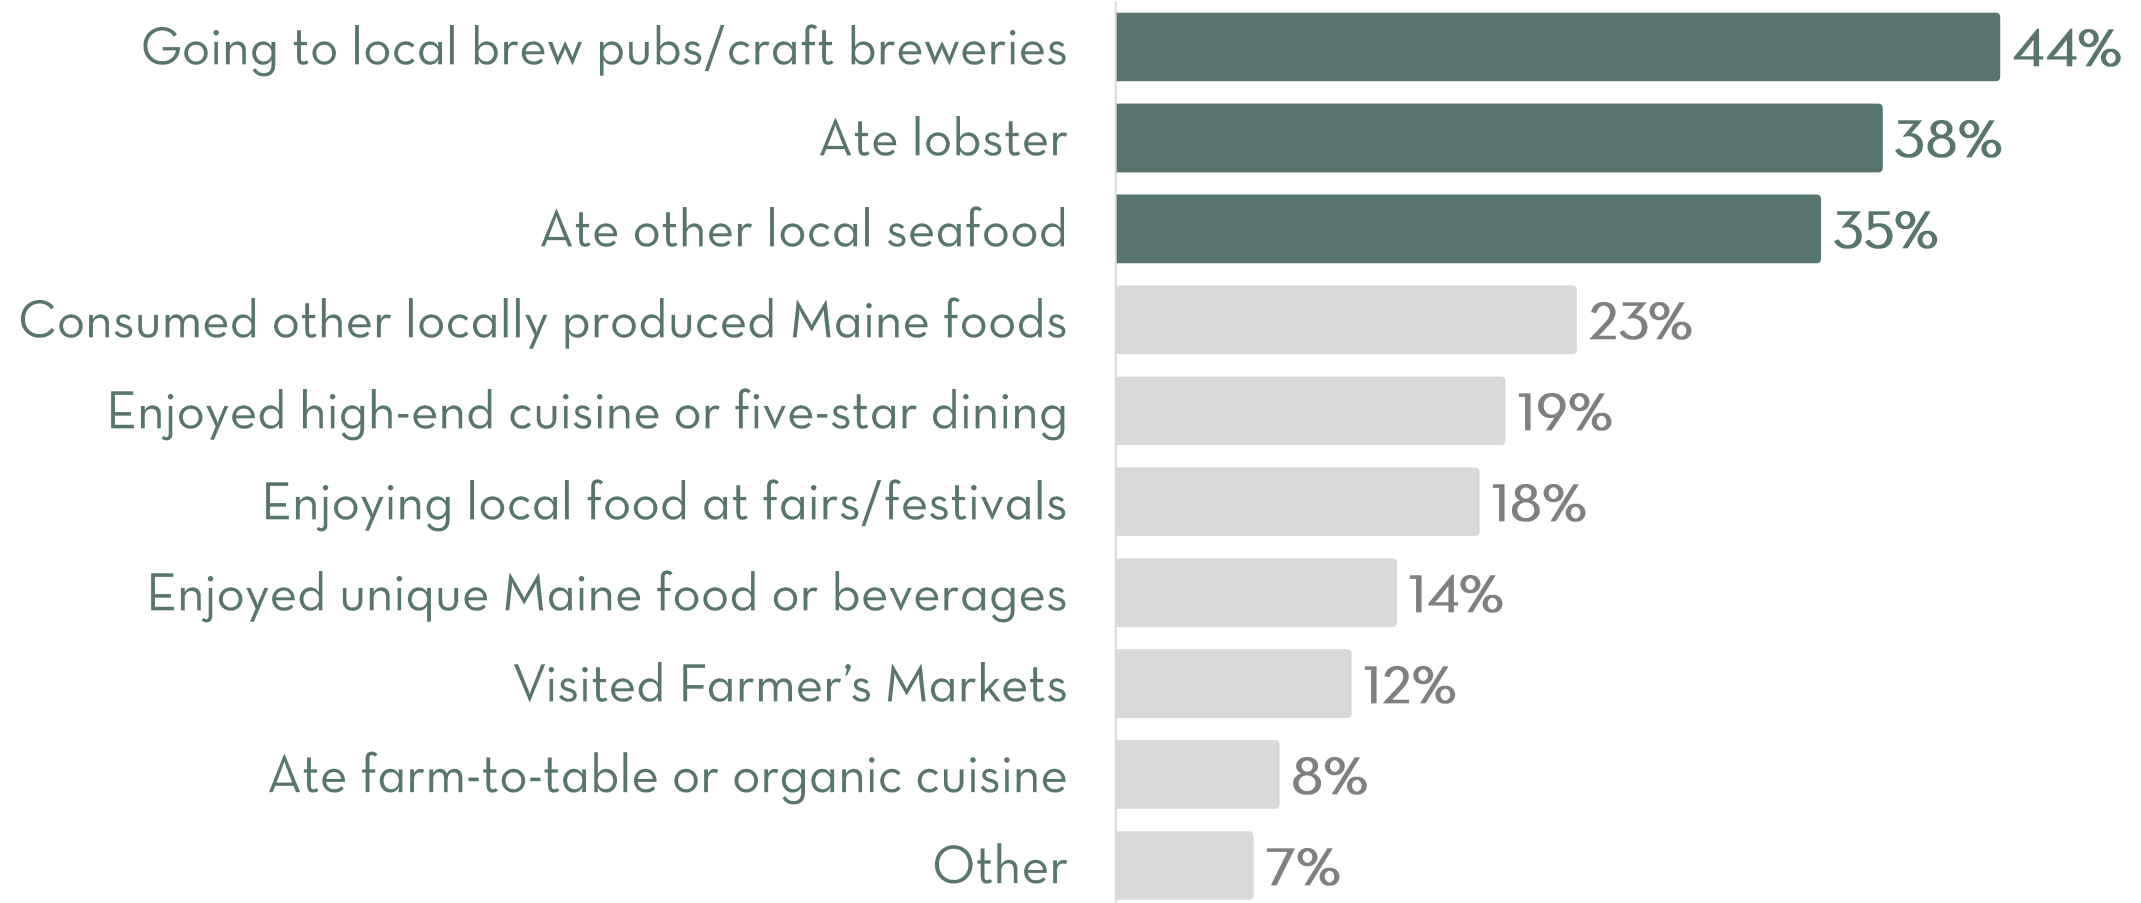 Going to local brew pubs/craft breweries 44%
Ate lobster 38%
Ate other local seafood 35%
Consumed other locally produced Maine foods 23%
Enjoyed high-end cuisine or five-star dining 19%
Enjoying local food at fairs/festivals 18%
Enjoyed unique Maine food or beverages 14%
Visited Farmer’s Markets 12%
Ate farm-to-table or organic cuisine 8%
Other 7%